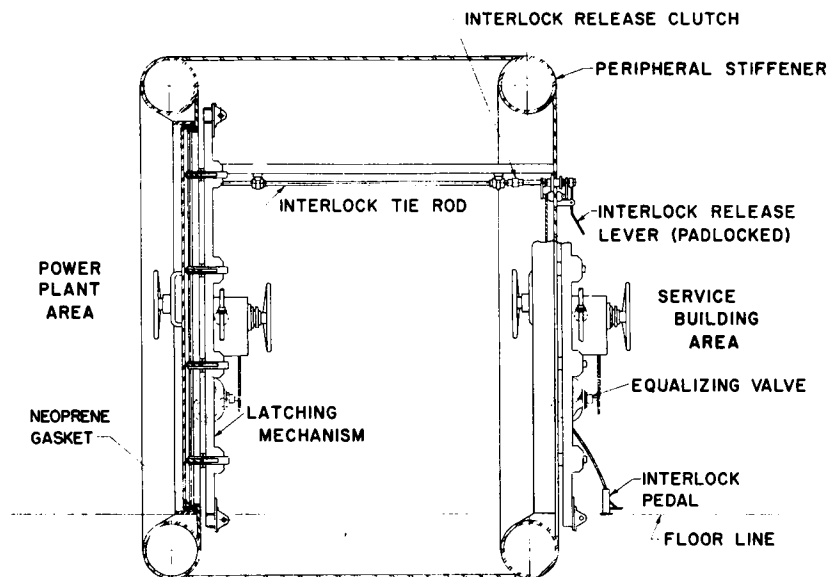 INTERLOCK RELEASE CLUTCH
PERIPHERAL STIFFENER
INTERLOCK TIE ROD
INTERLOCK RELEASE
LEVER (PADLOCKED)
POWER
PLANT
AREA
SERVICE
BUILDING
AREA
EQUALIZING VALVE
NEOPRENE
GASKET
LATCHING
MECHANISM
INTERLOCK
PEDAL
FLOOR LINE